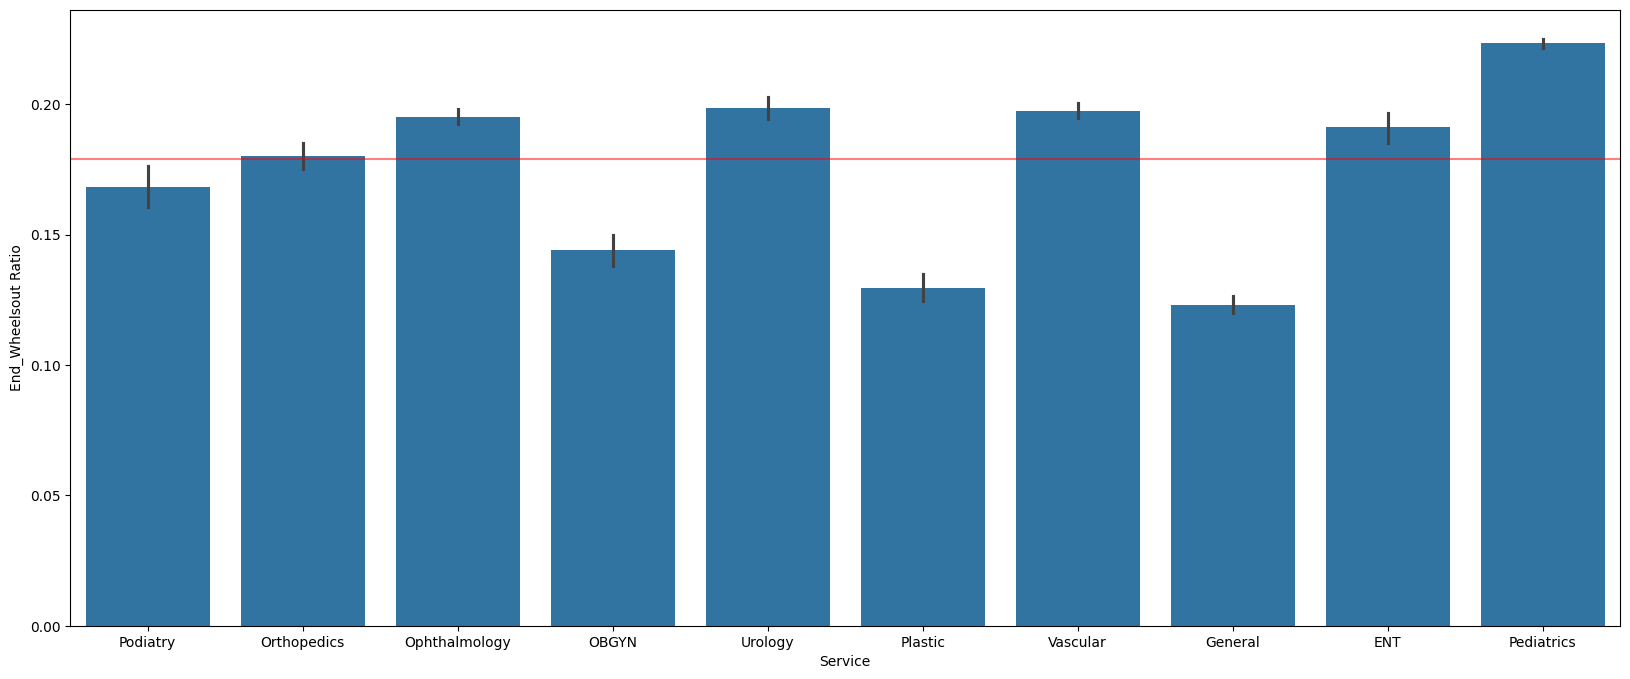 End_Wheelsout Ratio
0.20
0.15
0.10
0.05
0.00
Podiatry Orthopedics Ophthalmology OBGYN Urology Plastic Vascular General ENT Pediatrics
Service